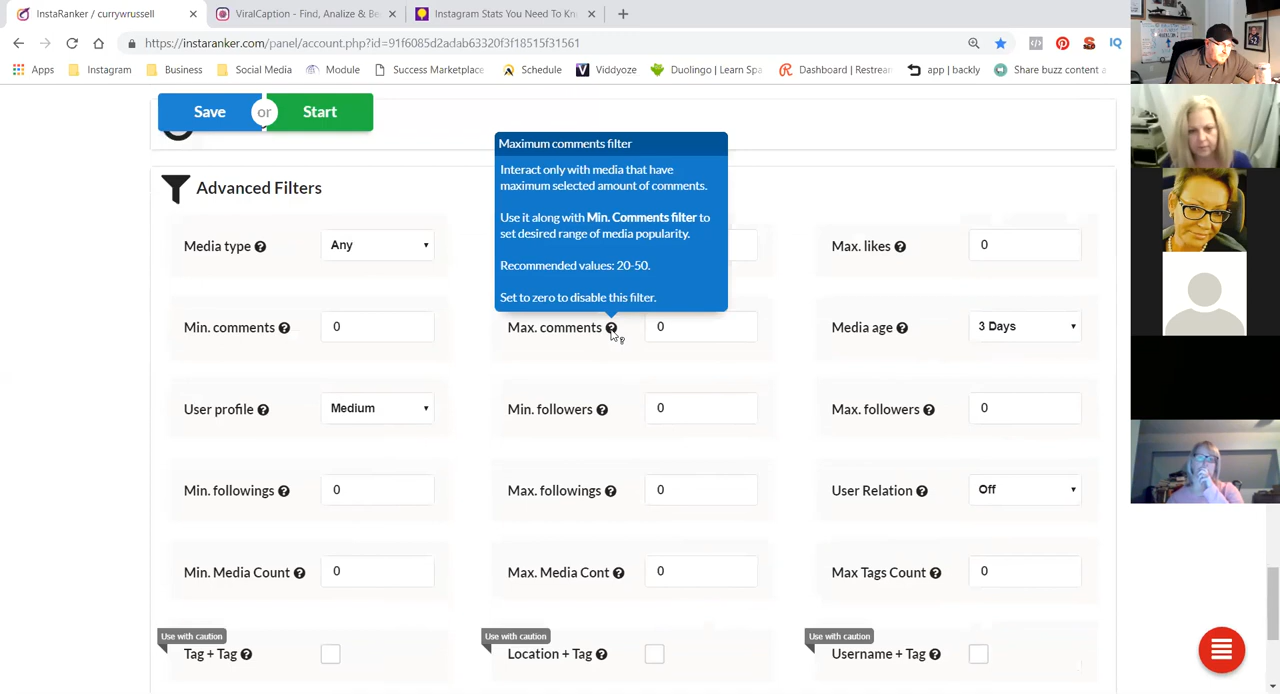 InstaRanker / currywrussell
ViralCaption - Find, Analize & Be
Instagram Stats You Need To Kn
https://instaranker.com/panel/account.php?id=91f6085d2adab63320f3f18515f31561
IQ
Apps
Instagram
Business
Social Media
Module
Success Marketplace
Schedule
Viddyoze
Duolingo | Learn Spa
Dashboard | Restrea
app | backly
Share buzz content a
Save
or
Start
Maximum comments filter
Interact only with media that have
maximum selected amount of comments.
Use it along with Min. Comments filter to
set desired range of media popularity.
Recommended values: 20-50.
Set to zero to disable this filter.
Advanced Filters
Media type
Any
Max. likes
0
Min. comments
0
Max. comments
0
Media age
3 Days
User profile
Medium
Min. followers
0
Max. followers
0
Min. followings
0
Max. followings
0
User Relation
Off
Min. Media Count
0
Max. Media Cont
0
Max Tags Count
0
Use with caution
Tag + Tag
Use with caution
Location + Tag
Use with caution
Username + Tag